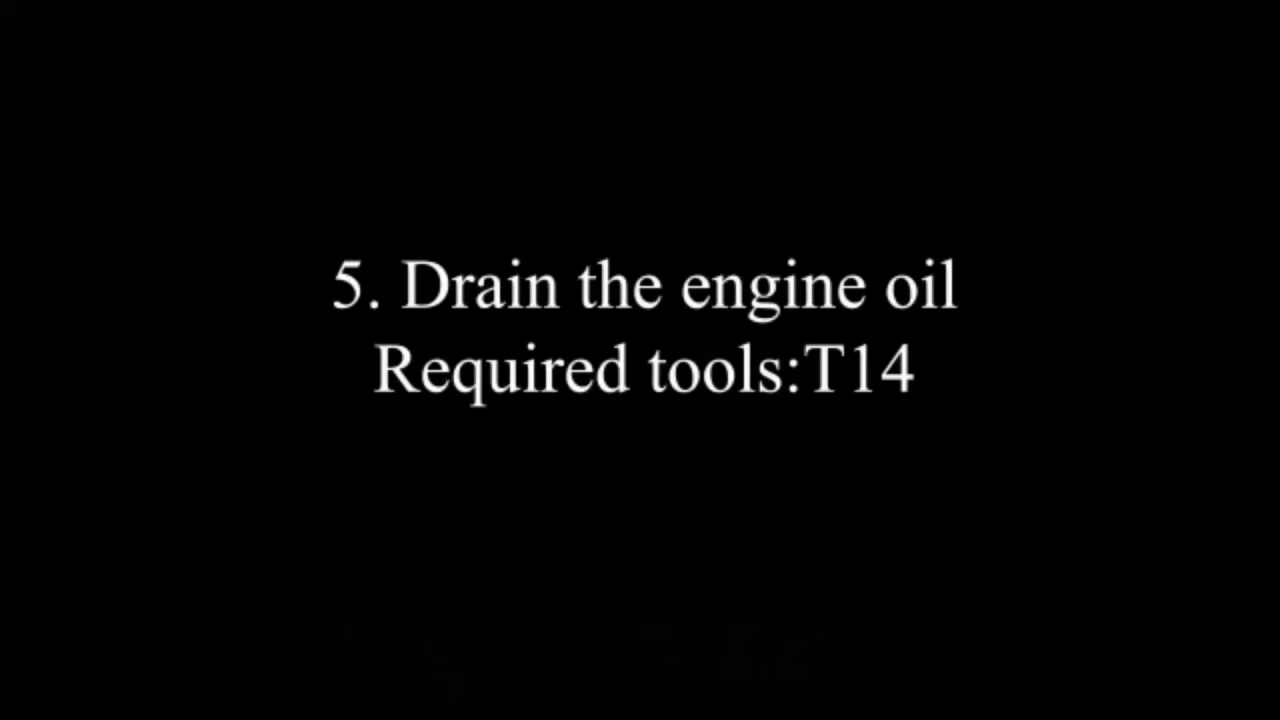 5. Drain the engine oil
Required tools:T14